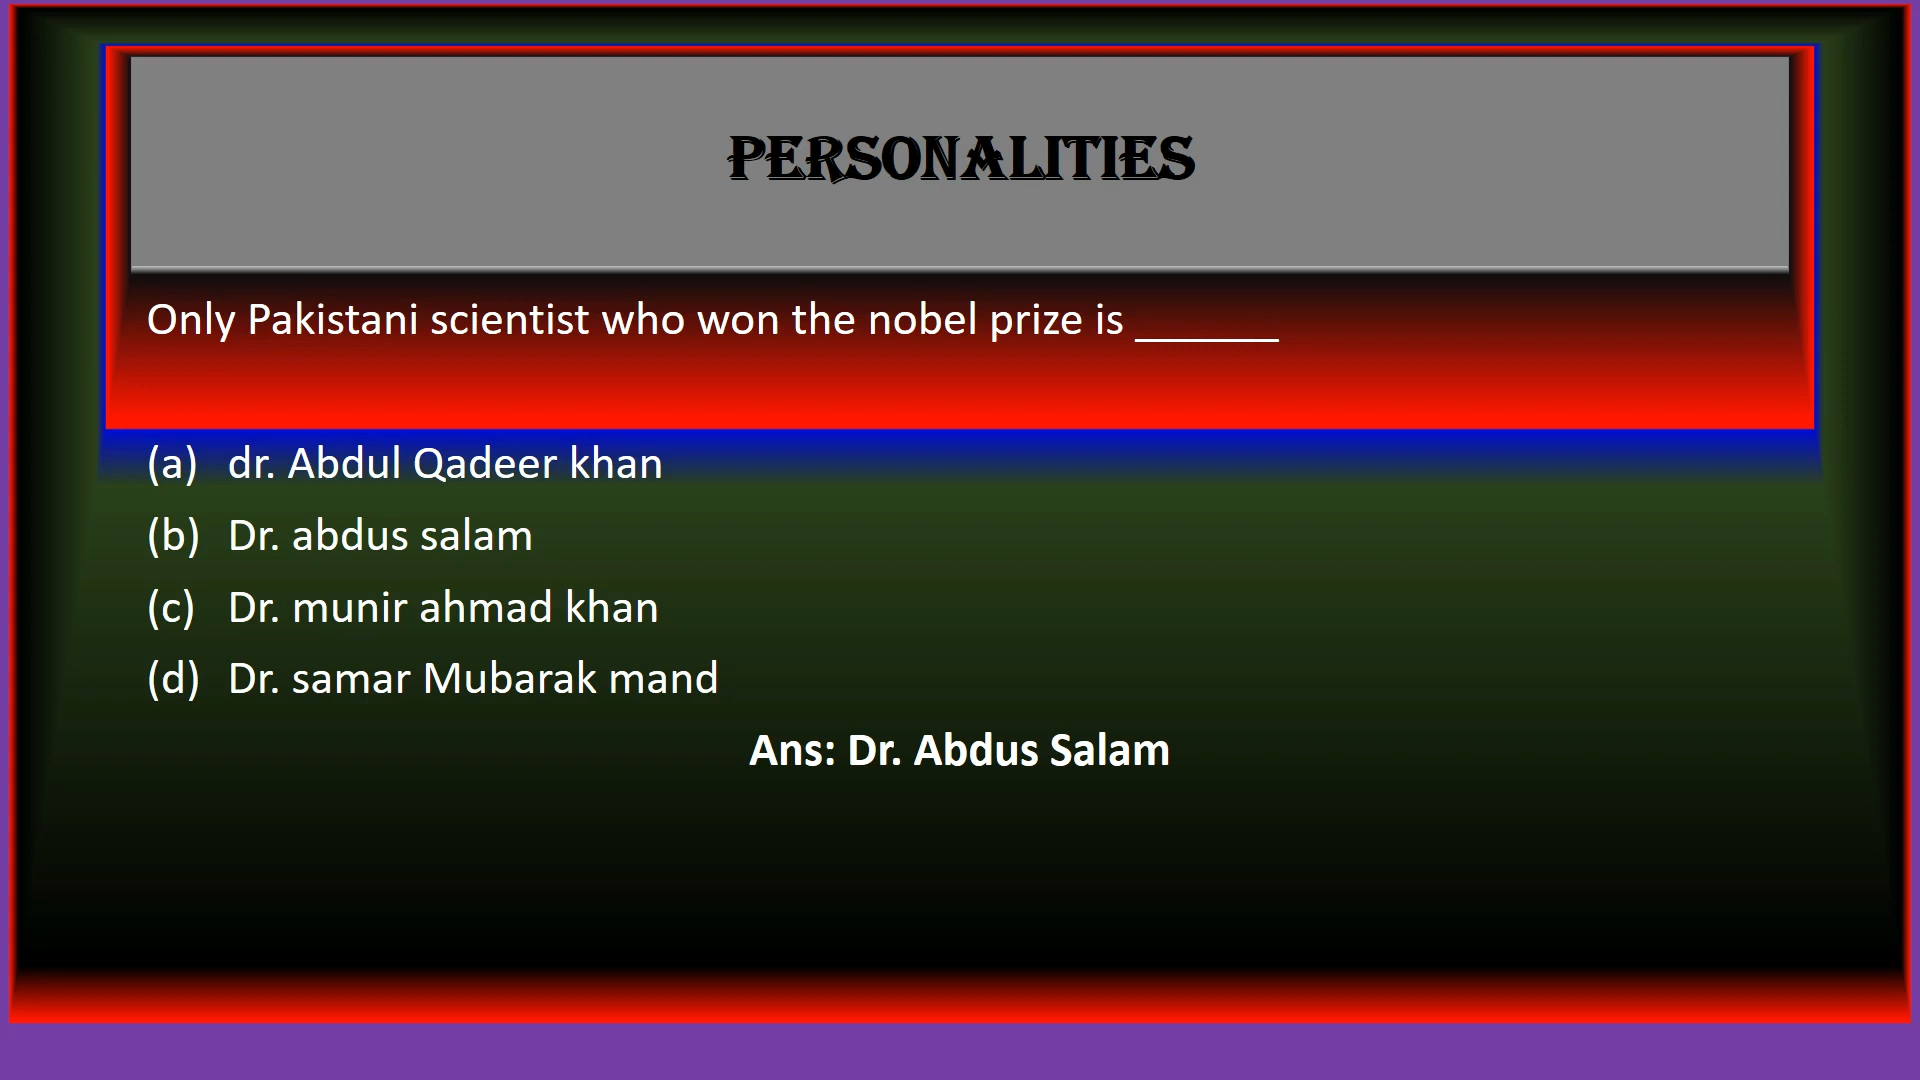 PERSONALITIES
Only Pakistani scientist who won the nobel prize is _______
(a) dr. Abdul Qadeer khan
(b) Dr. abdus salam
(c) Dr. munir ahmad khan
(d) Dr. samar Mubarak mand
Ans: Dr. Abdus Salam